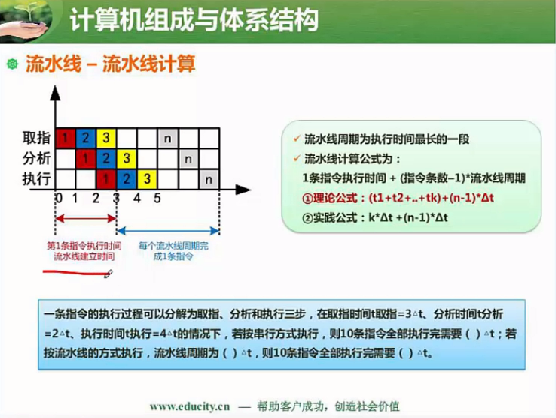 计算机组成与体系结构
流水线 – 流水线计算
取指 1 2 3 n
分析 1 2 3 n
执行 1 2 3 n
0 1 2 3 4 5
第1条指令执行时间
流水线建立时间
每个流水线周期完
成1条指令
✓ 流水线周期为执行时间最长的一段
✓ 流水线计算公式为：
1条指令执行时间 + (指令条数-1)*流水线周期
①理论公式：(t1+t2+..+tk)+(n-1)*Δt
②实践公式：k*Δt +(n-1)*Δt
一条指令的执行过程可以分解为取指、分析和执行三步，在取指时间t取指=3△t、分析时间t分析
=2△t、执行时间t执行=4△t的情况下，若按串行方式执行，则10条指令全部执行完需要（ ）△t；若
按流水线的方式执行，流水线周期为（ ）△t，则10条指令全部执行完需要（ ）△t。
www.educity.cn — 帮助客户成功，创造社会价值